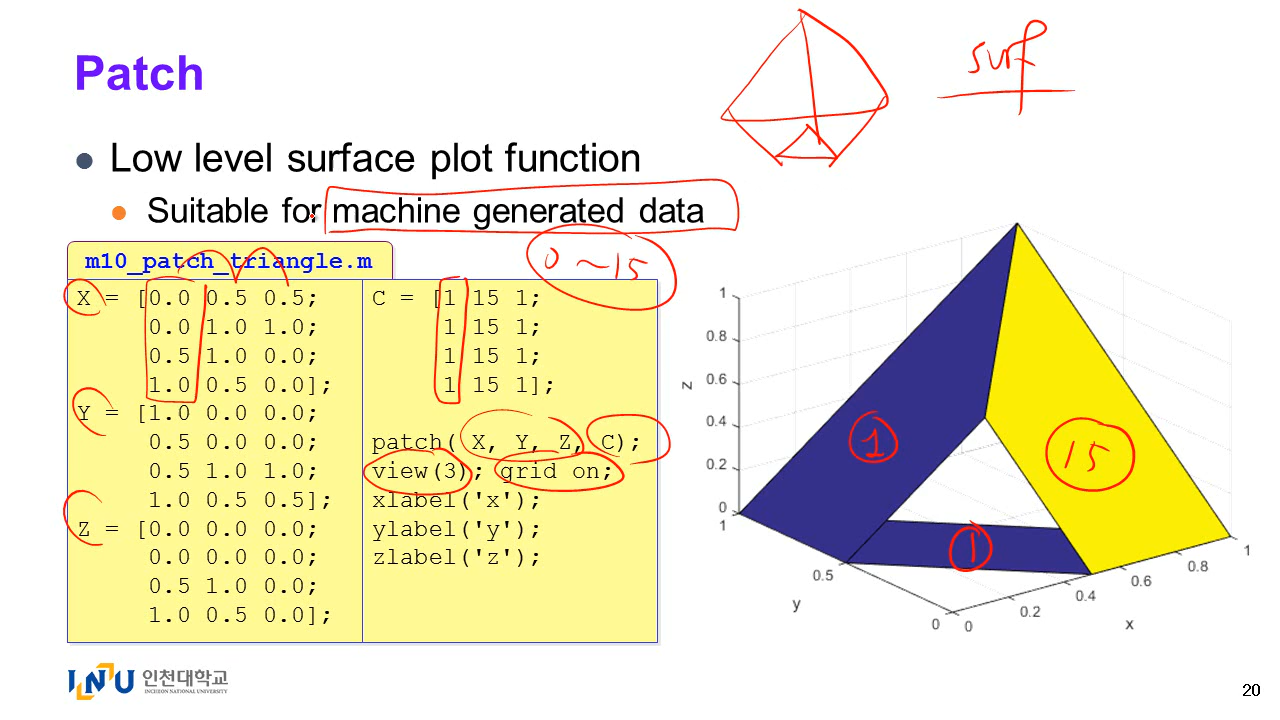 Patch
surf
Low level surface plot function
Suitable for machine generated data
m10_patch_triangle.m
0 ~ 15
X = [0.0 0.5 0.5;
0.0 1.0 1.0;
0.5 1.0 0.0;
1.0 0.5 0.0];
Y = [1.0 0.0 0.0;
0.5 0.0 0.0;
0.5 1.0 1.0;
1.0 0.5 0.5];
Z = [0.0 0.0 0.0;
0.0 0.0 0.0;
0.5 1.0 0.0;
1.0 0.5 0.0];
C = [1 15 1;
1 15 1;
1 15 1;
1 15 1];
patch( X, Y, Z, C);
view(3); grid on;
xlabel('x');
ylabel('y');
zlabel('z');
1
0.8
0.6
0.4
0.2
0
z
1
0.5
0
y
0
0.2
0.4
0.6
0.8
1
x
1
15
1
INU 인천대학교
INCHEON NATIONAL UNIVERSITY
20